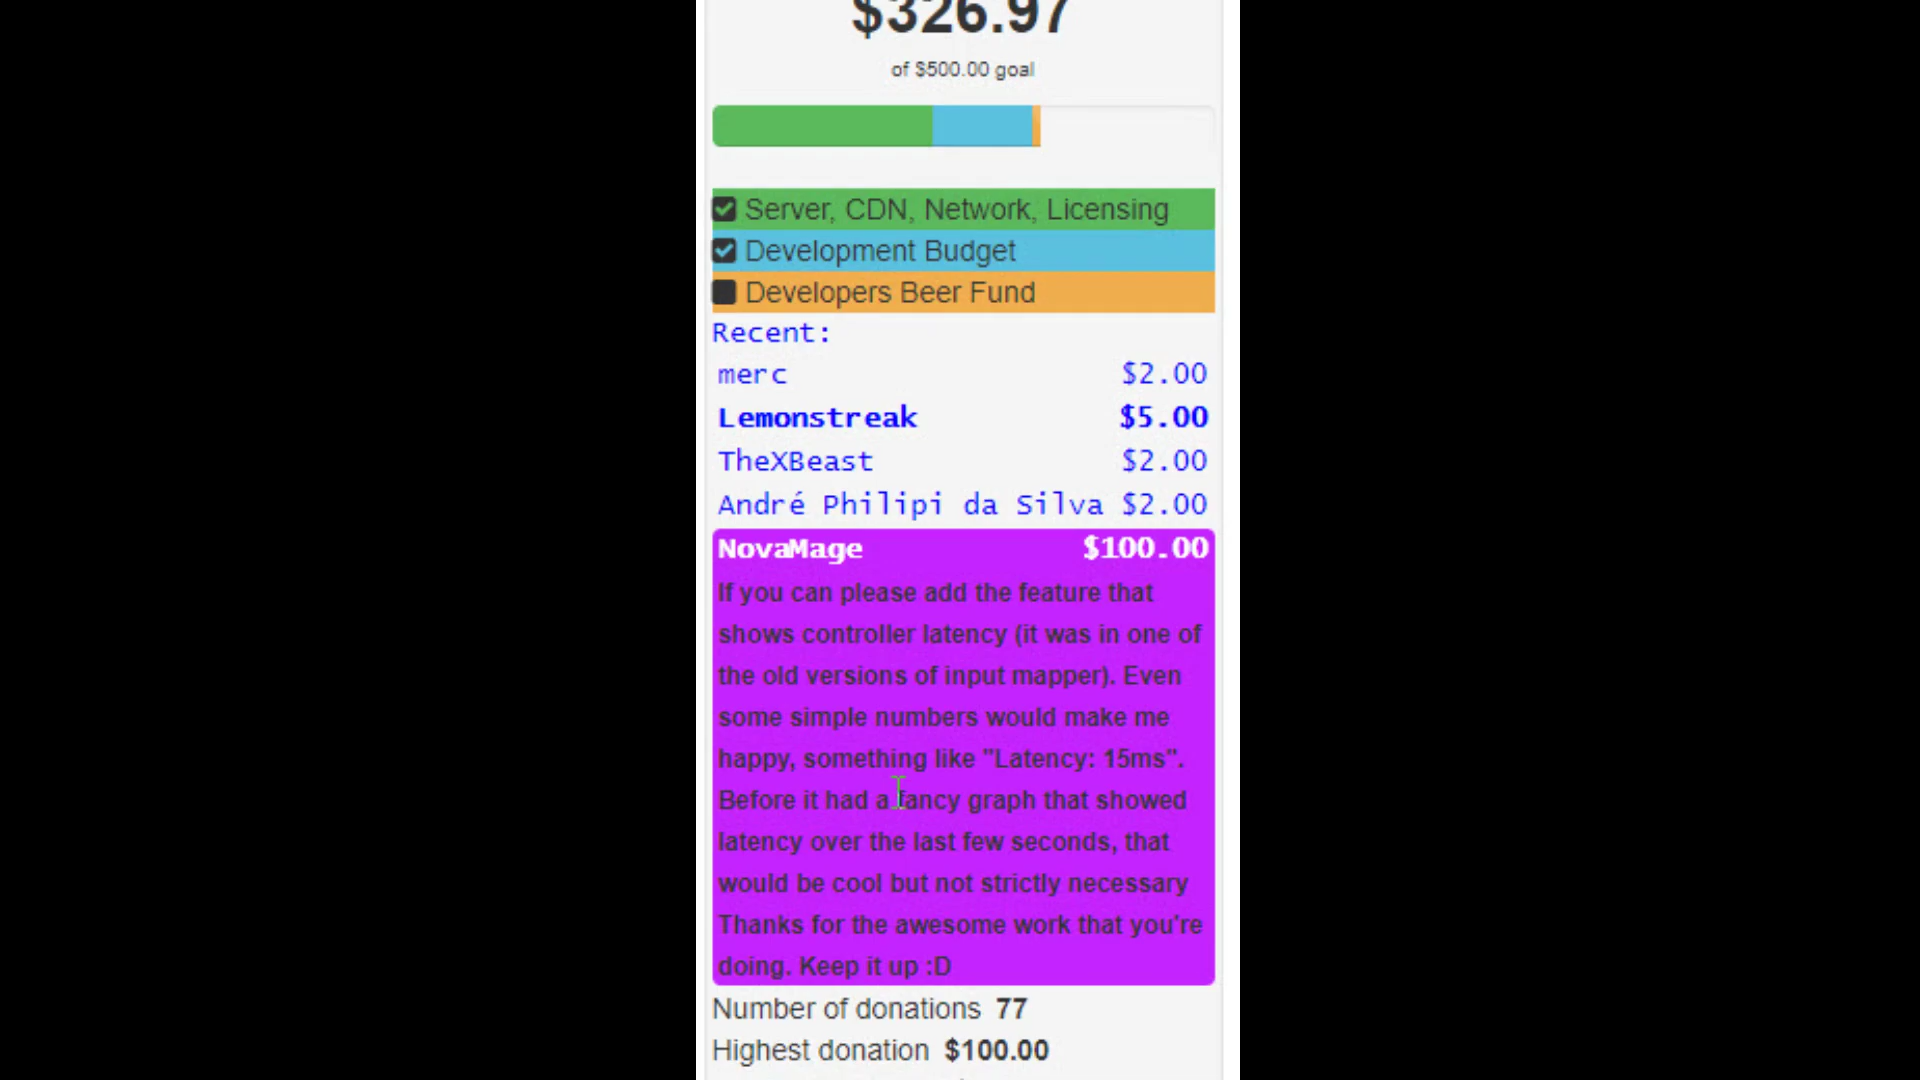 $326.97
of $500.00 goal
Server, CDN, Network, Licensing
Development Budget
Developers Beer Fund
Recent:
merc $2.00
Lemonstreak $5.00
TheXBeast $2.00
André Philipi da Silva $2.00
NovaMage $100.00
If you can please add the feature that
shows controller latency (it was in one of
the old versions of input mapper). Even
some simple numbers would make me
happy, something like "Latency: 15ms".
Before it had a fancy graph that showed
latency over the last few seconds, that
would be cool but not strictly necessary
Thanks for the awesome work that you're
doing. Keep it up :D
Number of donations 77
Highest donation $100.00